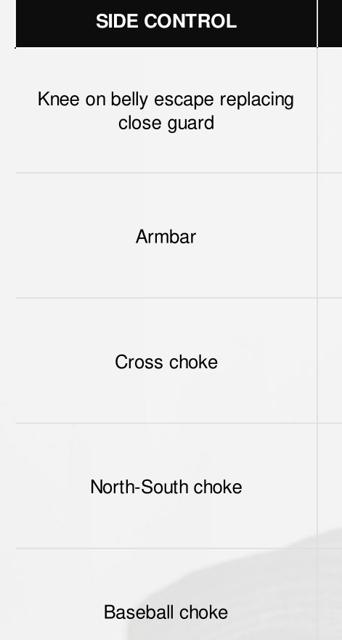 SIDE CONTROL
Knee on belly escape replacing
close guard
Armbar
Cross choke
North-South choke
Baseball choke